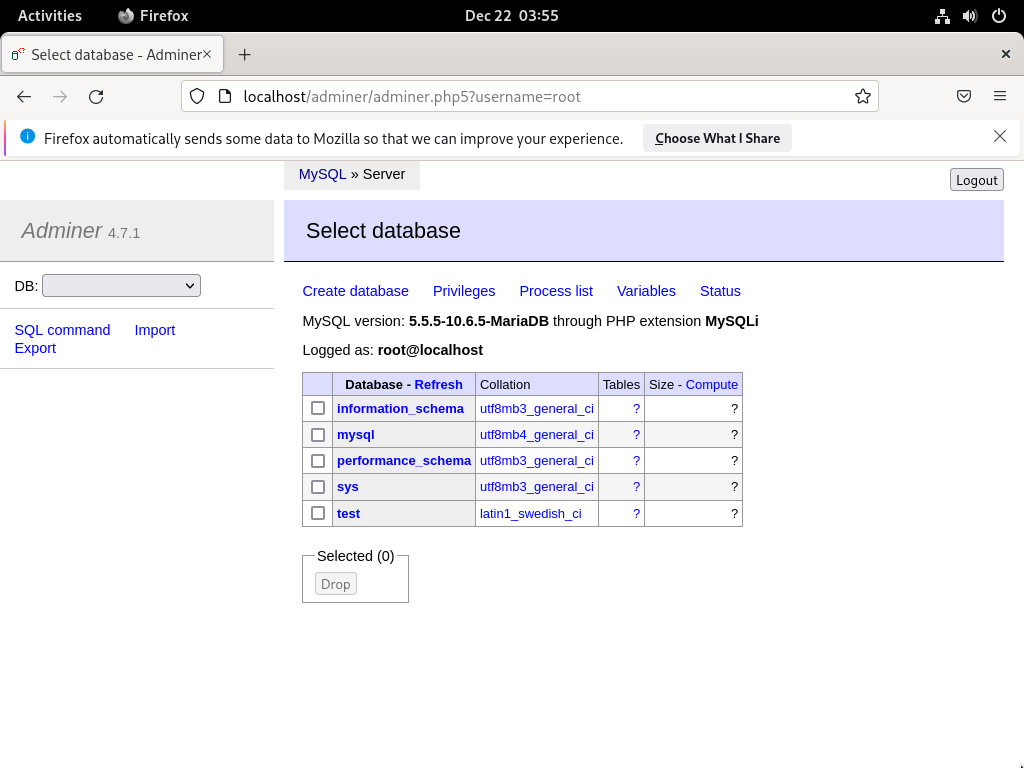 Activities Firefox Dec 22 03:55
Select database - Adminer
localhost/adminer/adminer.php5?username=root
Firefox automatically sends some data to Mozilla so that we can improve your experience. Choose What I Share
MySQL » Server
Logout
Adminer 4.7.1
Select database
DB:
SQL command Import
Export
Create database Privileges Process list Variables Status
MySQL version: 5.5.5-10.6.5-MariaDB through PHP extension MySQLi
Logged as: root@localhost
Database - Refresh Collation Tables Size - Compute
information_schema utf8mb3_general_ci ? ?
mysql utf8mb4_general_ci ? ?
performance_schema utf8mb3_general_ci ? ?
sys utf8mb3_general_ci ? ?
test latin1_swedish_ci ? ?
Selected (0)
Drop